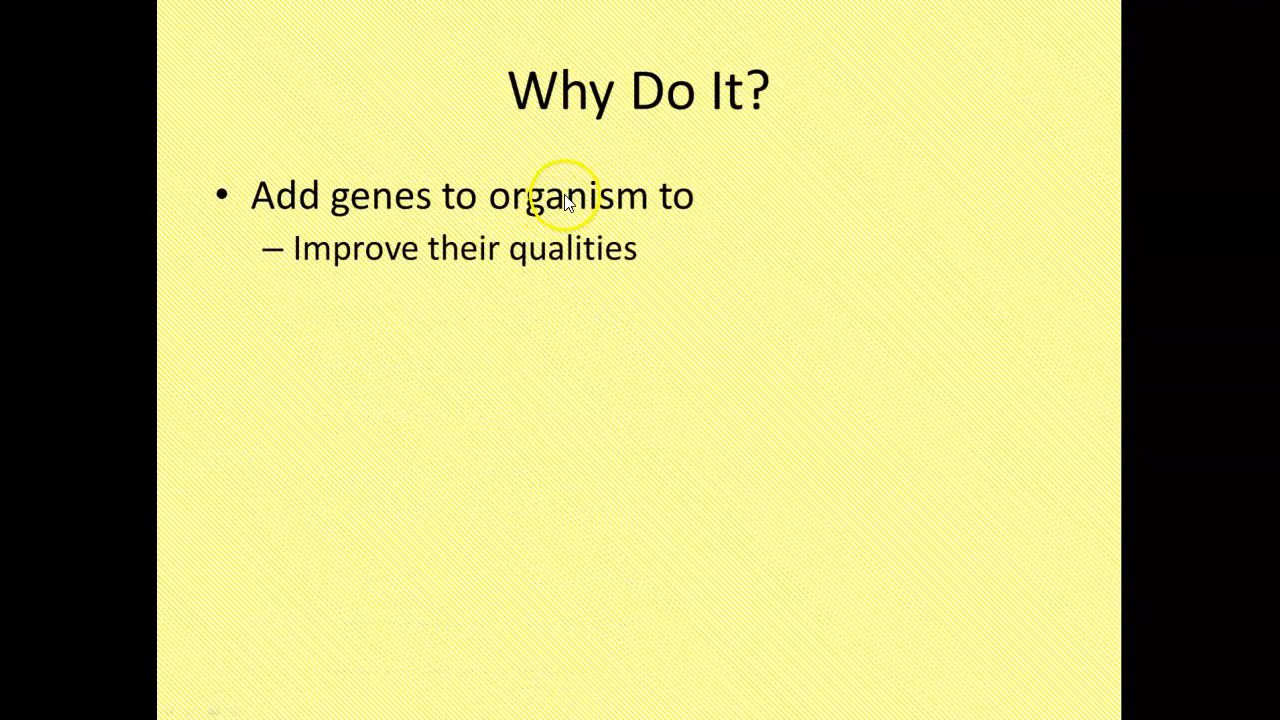 Why Do It?
• Add genes to organism to
– Improve their qualities